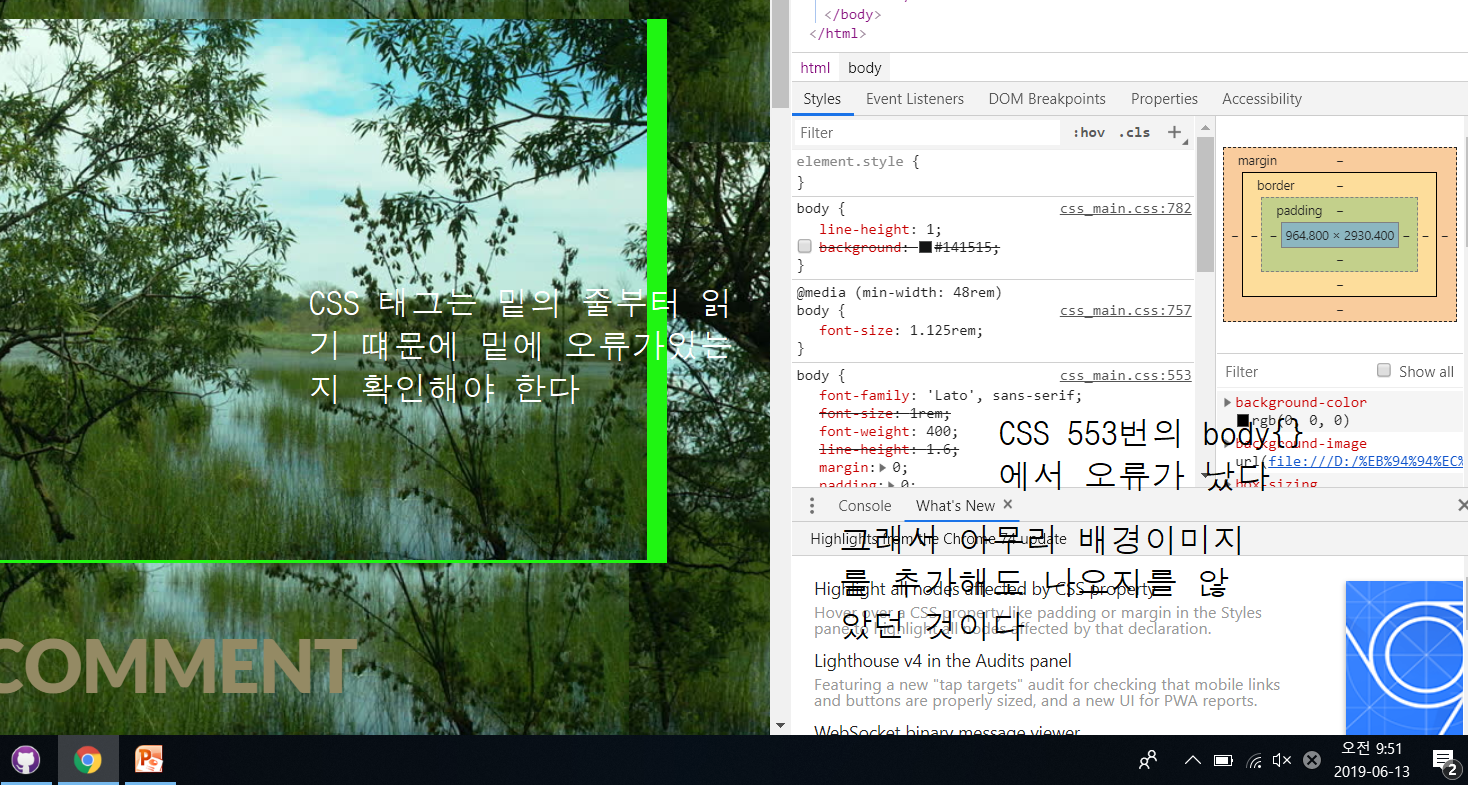 </body>
</html>
html body
Styles Event Listeners DOM Breakpoints Properties Accessibility
Filter :hov .cls +
element.style {
}
body { css_main.css:782
line-height: 1;
background: #141515;
}
@media (min-width: 48rem)
body { css_main.css:757
font-size: 1.125rem;
}
body { css_main.css:553
font-family: 'Lato', sans-serif;
font-size: 1rem;
font-weight: 400;
line-height: 1.6;
margin: 0;
padding: 0;
margin –
border –
padding –
– – – 964.800 × 2930.400 – – –
–
–
–
Filter Show all
background-color
rgb(0, 0, 0)
background-image
url(file:///D:/%EB%94%94%EC%
box-sizing
CSS 태그는 밑의 줄부터 읽
기 떄문에 밑에 오류가있는
지 확인해야 한다
CSS 553번의 body{}
에서 오류가 났다
그래서 아무리 배경이미지
를 추가해도 나오지를 않
았던 것이다
Console What's New ×
Highlights from the Chrome 74 update
Highlight all nodes affected by CSS property
Hover over a CSS property like padding or margin in the Styles
pane to highlight all nodes affected by that declaration.
Lighthouse v4 in the Audits panel
Featuring a new "tap targets" audit for checking that mobile links
and buttons are properly sized, and a new UI for PWA reports.
WebSocket binary message viewer
COMMENT
오전 9:51
2019-06-13
2